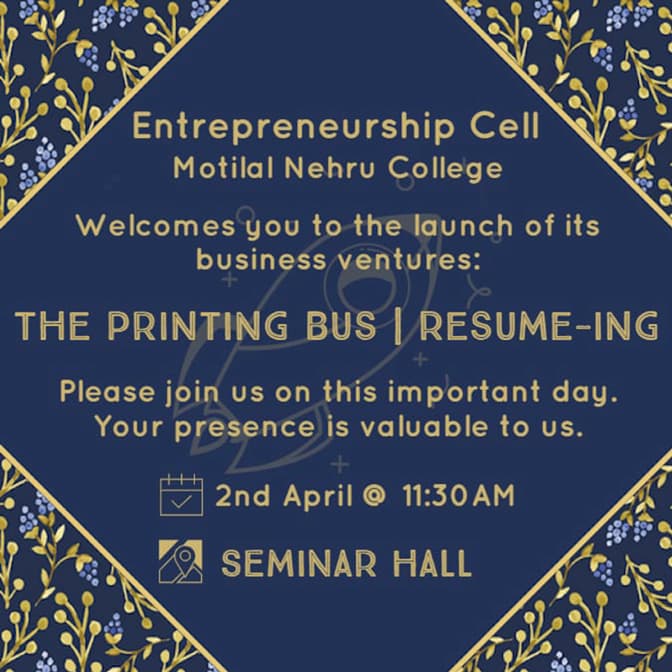 Entrepreneurship Cell
Motilal Nehru College
Welcomes you to the launch of its
business ventures:
THE PRINTING BUS | RESUME-ING
Please join us on this important day.
Your presence is valuable to us.
2nd April @ 11:30AM
SEMINAR HALL